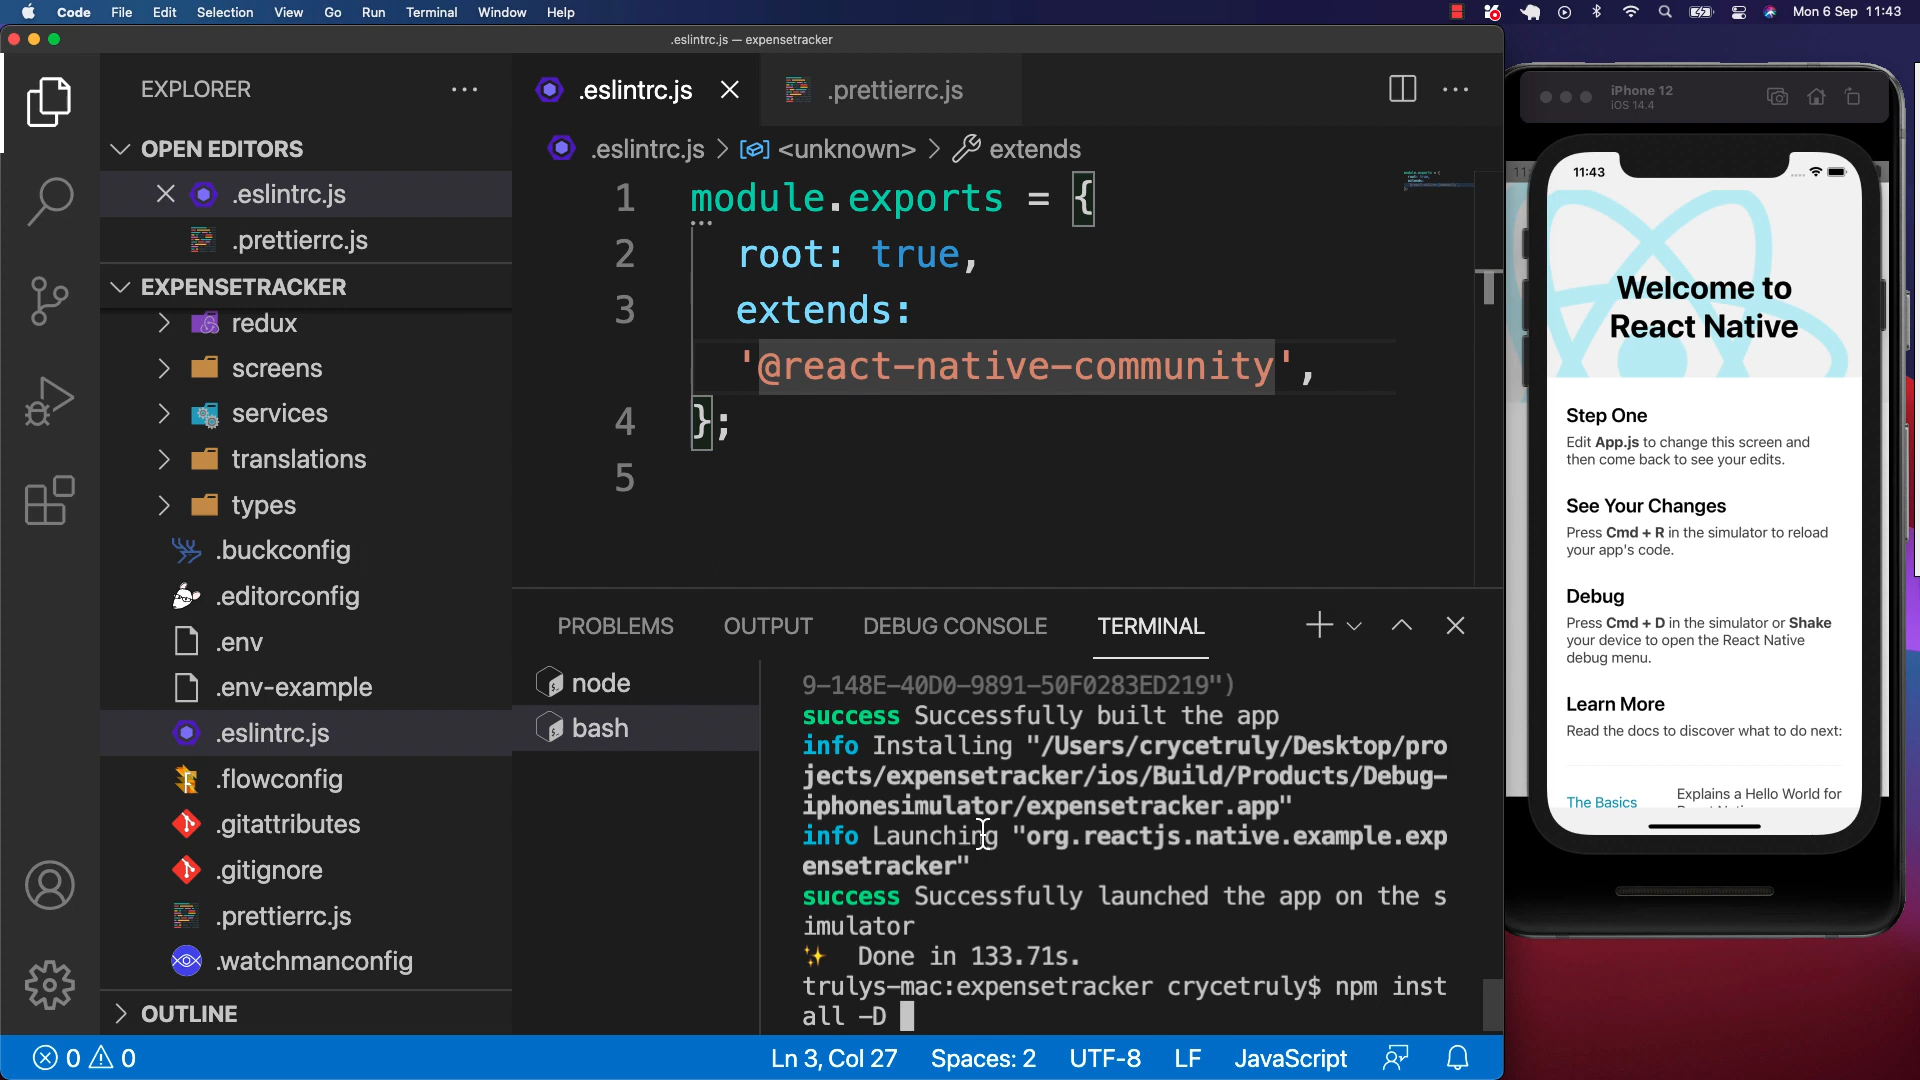 Code File Edit Selection View Go Run Terminal Window Help Mon 6 Sep 11:43
.eslintrc.js — expensetracker
EXPLORER
OPEN EDITORS
.eslintrc.js
.prettierrc.js
EXPENSETRACKER
redux
screens
services
translations
types
.buckconfig
.editorconfig
.env
.env-example
.eslintrc.js
.flowconfig
.gitattributes
.gitignore
.prettierrc.js
.watchmanconfig
OUTLINE
.eslintrc.js .prettierrc.js
.eslintrc.js > <unknown> > extends
1 module.exports = {
2 root: true,
3 extends:
'@react-native-community',
4 };
5
PROBLEMS OUTPUT DEBUG CONSOLE TERMINAL
node
bash
9-148E-40D0-9891-50F0283ED219")
success Successfully built the app
info Installing "/Users/crycetruly/Desktop/pro
jects/expensetracker/ios/Build/Products/Debug-
iphonesimulator/expensetracker.app"
info Launching "org.reactjs.native.example.exp
ensetracker"
success Successfully launched the app on the s
imulator
✨ Done in 133.71s.
trulys-mac:expensetracker crycetruly$ npm inst
all -D
0 0 Ln 3, Col 27 Spaces: 2 UTF-8 LF JavaScript
iPhone 12
iOS 14.4
11:43
Welcome to
React Native
Step One
Edit App.js to change this screen and
then come back to see your edits.
See Your Changes
Press Cmd + R in the simulator to reload
your app's code.
Debug
Press Cmd + D in the simulator or Shake
your device to open the React Native
debug menu.
Learn More
Read the docs to discover what to do next:
The Basics Explains a Hello World for